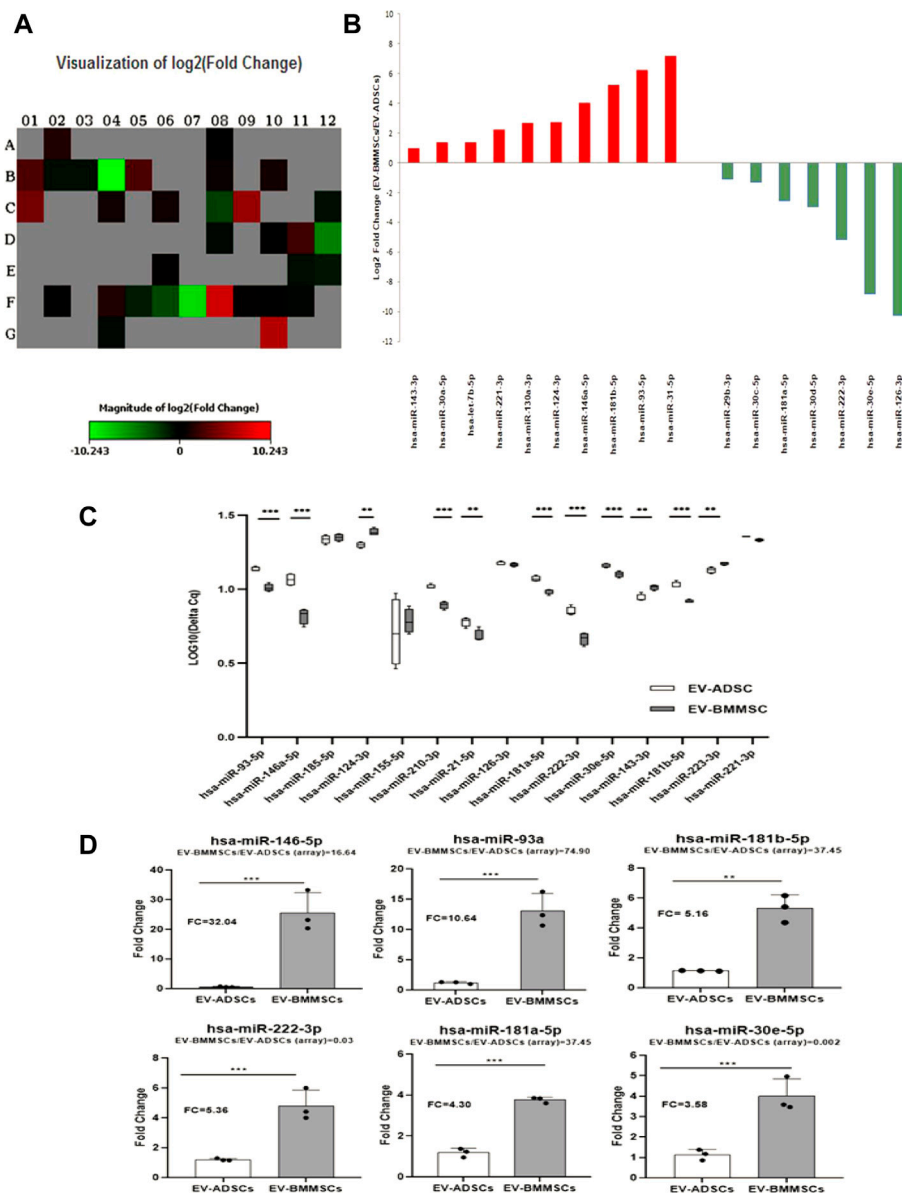 A
Visualization of log2(Fold Change)
01 02 03 04 05 06 07 08 09 10 11 12
A
B
C
D
E
F
G
Magnitude of log2(Fold Change)
-10.243 0 10.243
B
Log2 Fold Change (EV-BMMSCs/EV-ADSCs)
10
8
6
4
2
0
-2
-4
-6
-8
-10
-12
hsa-miR-143-3p
hsa-miR-30a-5p
hsa-let-7b-5p
hsa-miR-221-3p
hsa-miR-130a-3p
hsa-miR-124-3p
hsa-miR-146a-5p
hsa-miR-181b-5p
hsa-miR-93-5p
hsa-miR-31-5p
hsa-miR-29b-3p
hsa-miR-30c-5p
hsa-miR-181a-5p
hsa-miR-30d-5p
hsa-miR-222-3p
hsa-miR-30e-5p
hsa-miR-126-3p
C
LOG10(Delta Cq)
1.5
1.0
0.5
0.0
*** *** ** *** ** *** *** *** ** *** **
EV-ADSC
EV-BMMSC
hsa-miR-93-5p
hsa-miR-146a-5p
hsa-miR-185-5p
hsa-miR-124-3p
hsa-miR-155-5p
hsa-miR-210-3p
hsa-miR-21-5p
hsa-miR-126-3p
hsa-miR-181a-5p
hsa-miR-222-3p
hsa-miR-30e-5p
hsa-miR-143-3p
hsa-miR-181b-5p
hsa-miR-223-3p
hsa-miR-221-3p
D
hsa-miR-146-5p
EV-BMMSCs/EV-ADSCs (array)=16.64
***
FC=32.04
Fold Change
40
30
20
10
0
EV-ADSCs EV-BMMSCs
hsa-miR-93a
EV-BMMSCs/EV-ADSCs (array)=74.90
***
FC=10.64
Fold Change
20
15
10
5
0
EV-ADSCs EV-BMMSCs
hsa-miR-181b-5p
EV-BMMSCs/EV-ADSCs (array)=37.45
**
FC= 5.16
Fold Change
8
6
4
2
0
EV-ADSCs EV-BMMSCs
hsa-miR-222-3p
EV-BMMSCs/EV-ADSCs (array)=0.03
***
FC=5.36
Fold Change
8
6
4
2
0
EV-ADSCs EV-BMMSCs
hsa-miR-181a-5p
EV-BMMSCs/EV-ADSCs (array)=37.45
***
FC=4.30
Fold Change
6
4
2
0
EV-ADSCs EV-BMMSCs
hsa-miR-30e-5p
EV-BMMSCs/EV-ADSCs (array)=0.002
***
FC=3.58
Fold Change
6
5
4
3
2
1
0
EV-ADSCs EV-BMMSCs